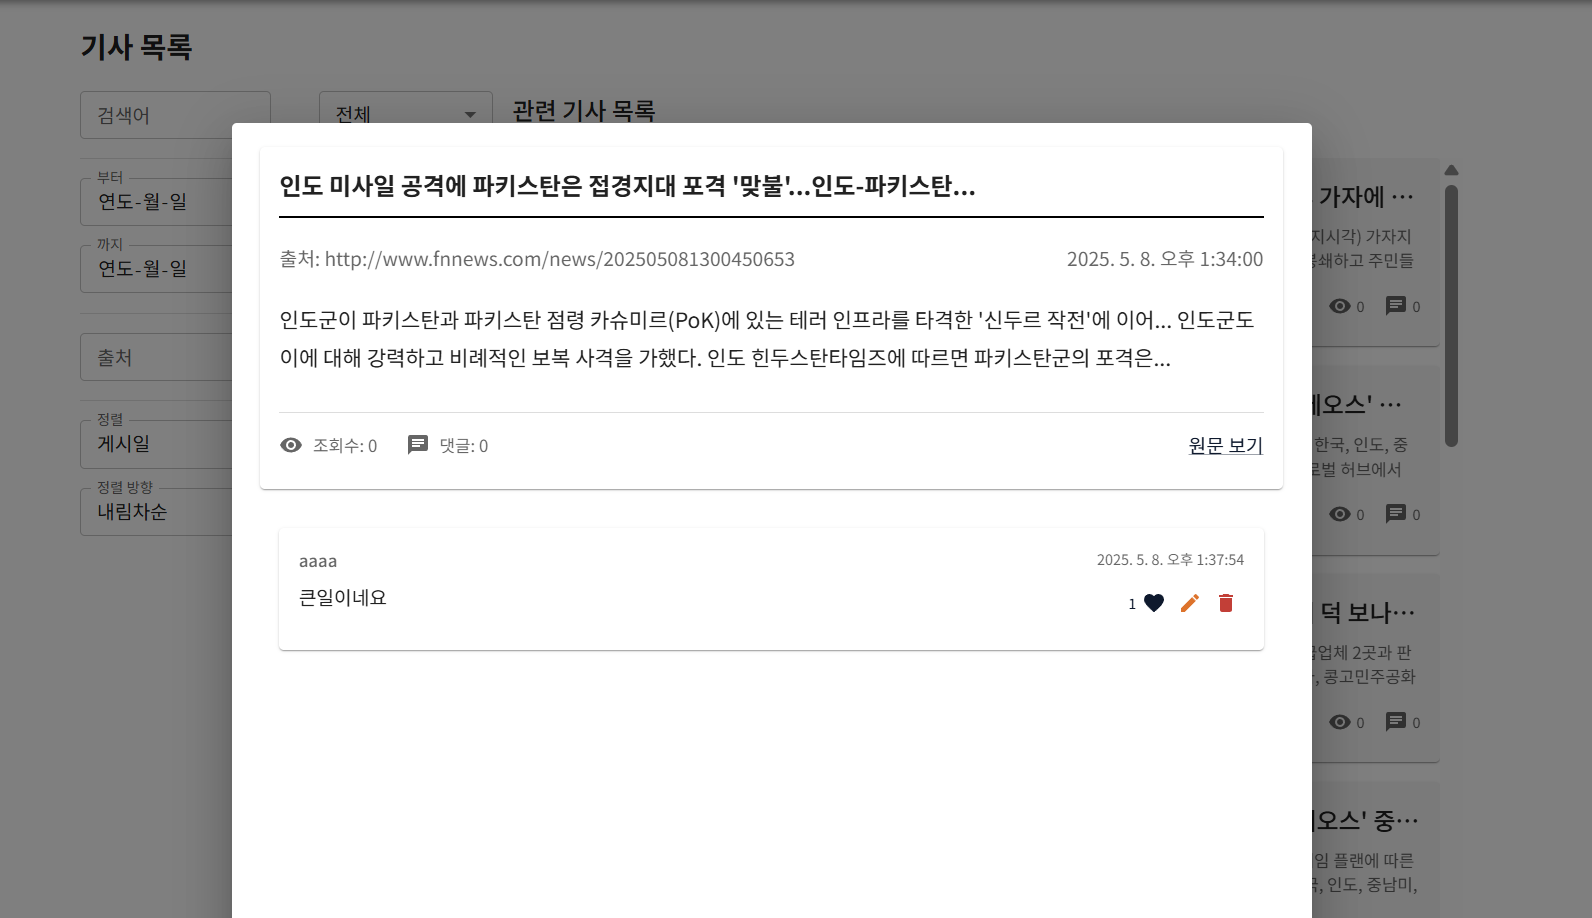 기사 목록
검색어
전체
관련 기사 목록
부터
연도-월-일
까지
연도-월-일
출처
정렬
게시일
정렬 방향
내림차순
인도 미사일 공격에 파키스탄은 접경지대 포격 '맞불'...인도-파키스탄...
출처: http://www.fnnews.com/news/202505081300450653
2025. 5. 8. 오후 1:34:00
인도군이 파키스탄과 파키스탄 점령 카슈미르(PoK)에 있는 테러 인프라를 타격한 '신두르 작전'에 이어... 인도군도
이에 대해 강력하고 비례적인 보복 사격을 가했다. 인도 힌두스탄타임즈에 따르면 파키스탄군의 포격은...
조회수: 0
댓글: 0
원문 보기
aaaa
2025. 5. 8. 오후 1:37:54
큰일이네요
1
가자에 …
지시각) 가자지
쇄하고 주민들
0
0
오스' …
한국, 인도, 중
로벌 허브에서
0
0
덕 보나…
업체 2곳과 판
, 콩고민주공화
0
0
오스' 중…
임 플랜에 따른
, 인도, 중남미,